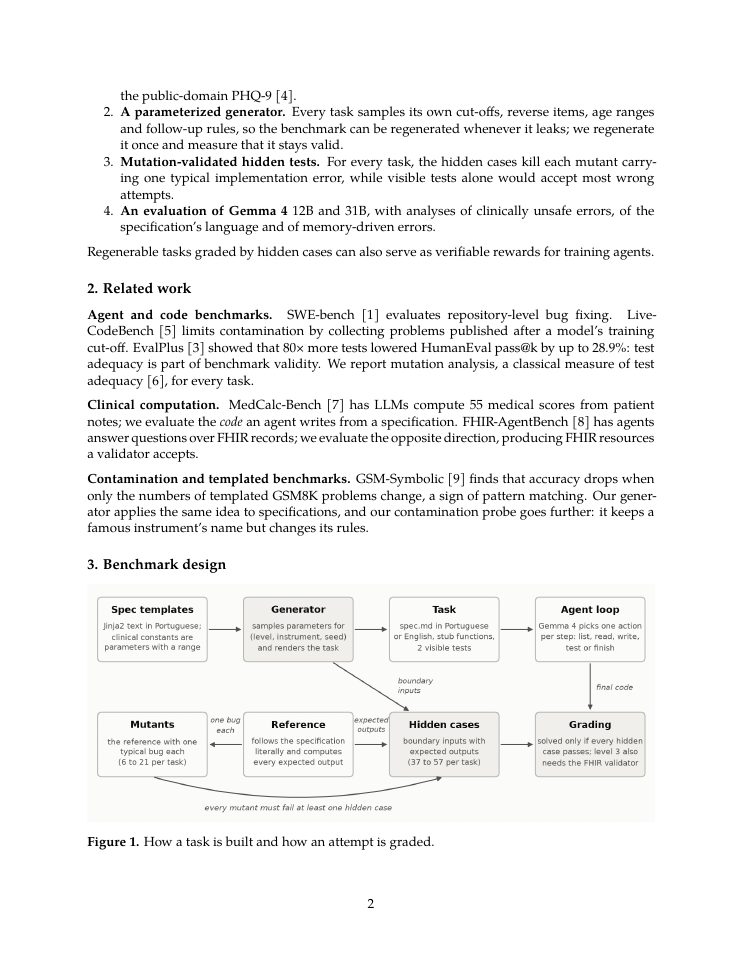 the public-domain PHQ-9 [4].
2. A parameterized generator. Every task samples its own cut-offs, reverse items, age ranges
and follow-up rules, so the benchmark can be regenerated whenever it leaks; we regenerate
it once and measure that it stays valid.
3. Mutation-validated hidden tests. For every task, the hidden cases kill each mutant carry-
ing one typical implementation error, while visible tests alone would accept most wrong
attempts.
4. An evaluation of Gemma 4 12B and 31B, with analyses of clinically unsafe errors, of the
specification's language and of memory-driven errors.
Regenerable tasks graded by hidden cases can also serve as verifiable rewards for training agents.
2. Related work
Agent and code benchmarks. SWE-bench [1] evaluates repository-level bug fixing. Live-
CodeBench [5] limits contamination by collecting problems published after a model's training
cut-off. EvalPlus [3] showed that 80× more tests lowered HumanEval pass@k by up to 28.9%: test
adequacy is part of benchmark validity. We report mutation analysis, a classical measure of test
adequacy [6], for every task.
Clinical computation. MedCalc-Bench [7] has LLMs compute 55 medical scores from patient
notes; we evaluate the code an agent writes from a specification. FHIR-AgentBench [8] has agents
answer questions over FHIR records; we evaluate the opposite direction, producing FHIR resources
a validator accepts.
Contamination and templated benchmarks. GSM-Symbolic [9] finds that accuracy drops when
only the numbers of templated GSM8K problems change, a sign of pattern matching. Our gener-
ator applies the same idea to specifications, and our contamination probe goes further: it keeps a
famous instrument's name but changes its rules.
3. Benchmark design
Spec templates
Jinja2 text in Portuguese;
clinical constants are
parameters with a range
Generator
samples parameters for
(level, instrument, seed)
and renders the task
Task
spec.md in Portuguese
or English, stub functions,
2 visible tests
Agent loop
Gemma 4 picks one action
per step: list, read, write,
test or finish
boundary
inputs
final code
Mutants
the reference with one
typical bug each
(6 to 21 per task)
one bug
each
Reference
follows the specification
literally and computes
every expected output
expected
outputs
Hidden cases
boundary inputs with
expected outputs
(37 to 57 per task)
Grading
solved only if every hidden
case passes; level 3 also
needs the FHIR validator
every mutant must fail at least one hidden case
Figure 1. How a task is built and how an attempt is graded.
2